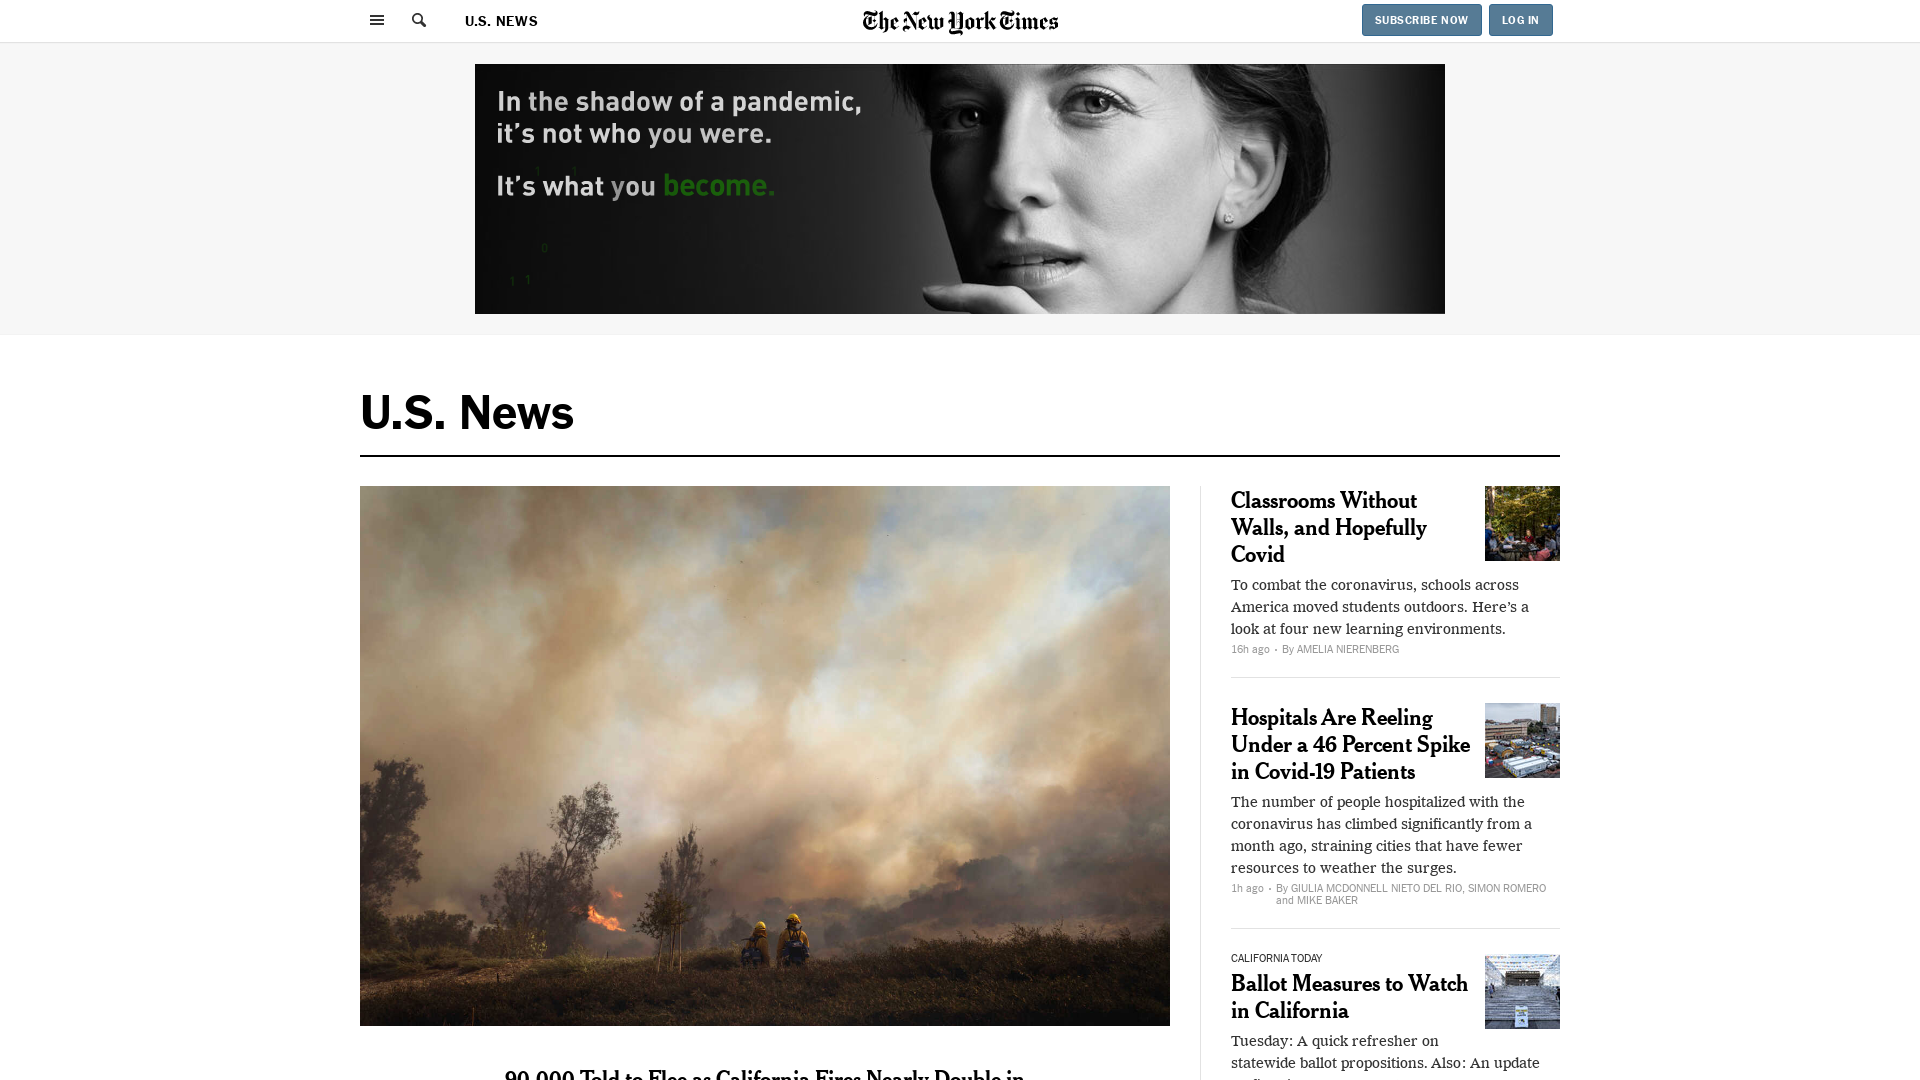 U.S. NEWS
The New York Times
SUBSCRIBE NOW
LOG IN
In the shadow of a pandemic,
it's not who you were.
It's what you become.
0
1 1
U.S. News
Classrooms Without
Walls, and Hopefully
Covid
To combat the coronavirus, schools across
America moved students outdoors. Here's a
look at four new learning environments.
16h ago · By AMELIA NIERENBERG
Hospitals Are Reeling
Under a 46 Percent Spike
in Covid-19 Patients
The number of people hospitalized with the
coronavirus has climbed significantly from a
month ago, straining cities that have fewer
resources to weather the surges.
1h ago · By GIULIA MCDONNELL NIETO DEL RIO, SIMON ROMERO
and MIKE BAKER
CALIFORNIA TODAY
Ballot Measures to Watch
in California
Tuesday: A quick refresher on
statewide ballot propositions. Also: An update
90,000 Told to Flee as California Fires Nearly Double in